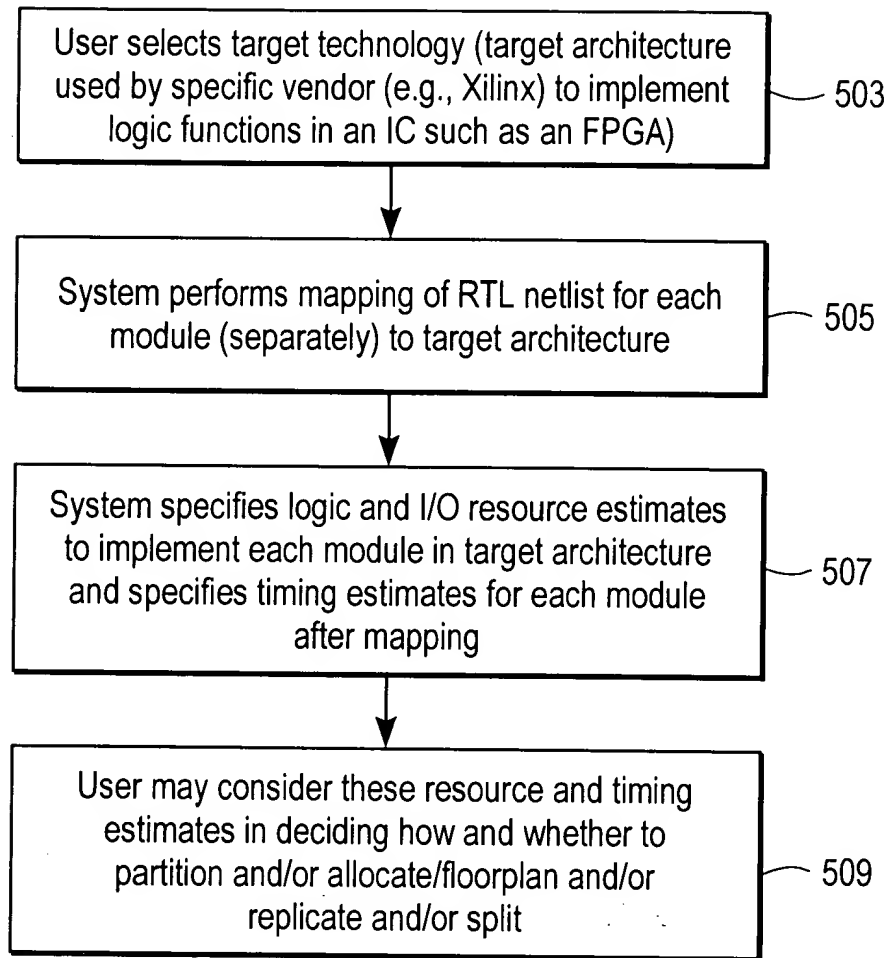 User selects target technology (target architecture
used by specific vendor (e.g., Xilinx) to implement
logic functions in an IC such as an FPGA)
503
System performs mapping of RTL netlist for each
module (separately) to target architecture
505
System specifies logic and I/O resource estimates
to implement each module in target architecture
and specifies timing estimates for each module
after mapping
507
User may consider these resource and timing
estimates in deciding how and whether to
partition and/or allocate/floorplan and/or
replicate and/or split
509